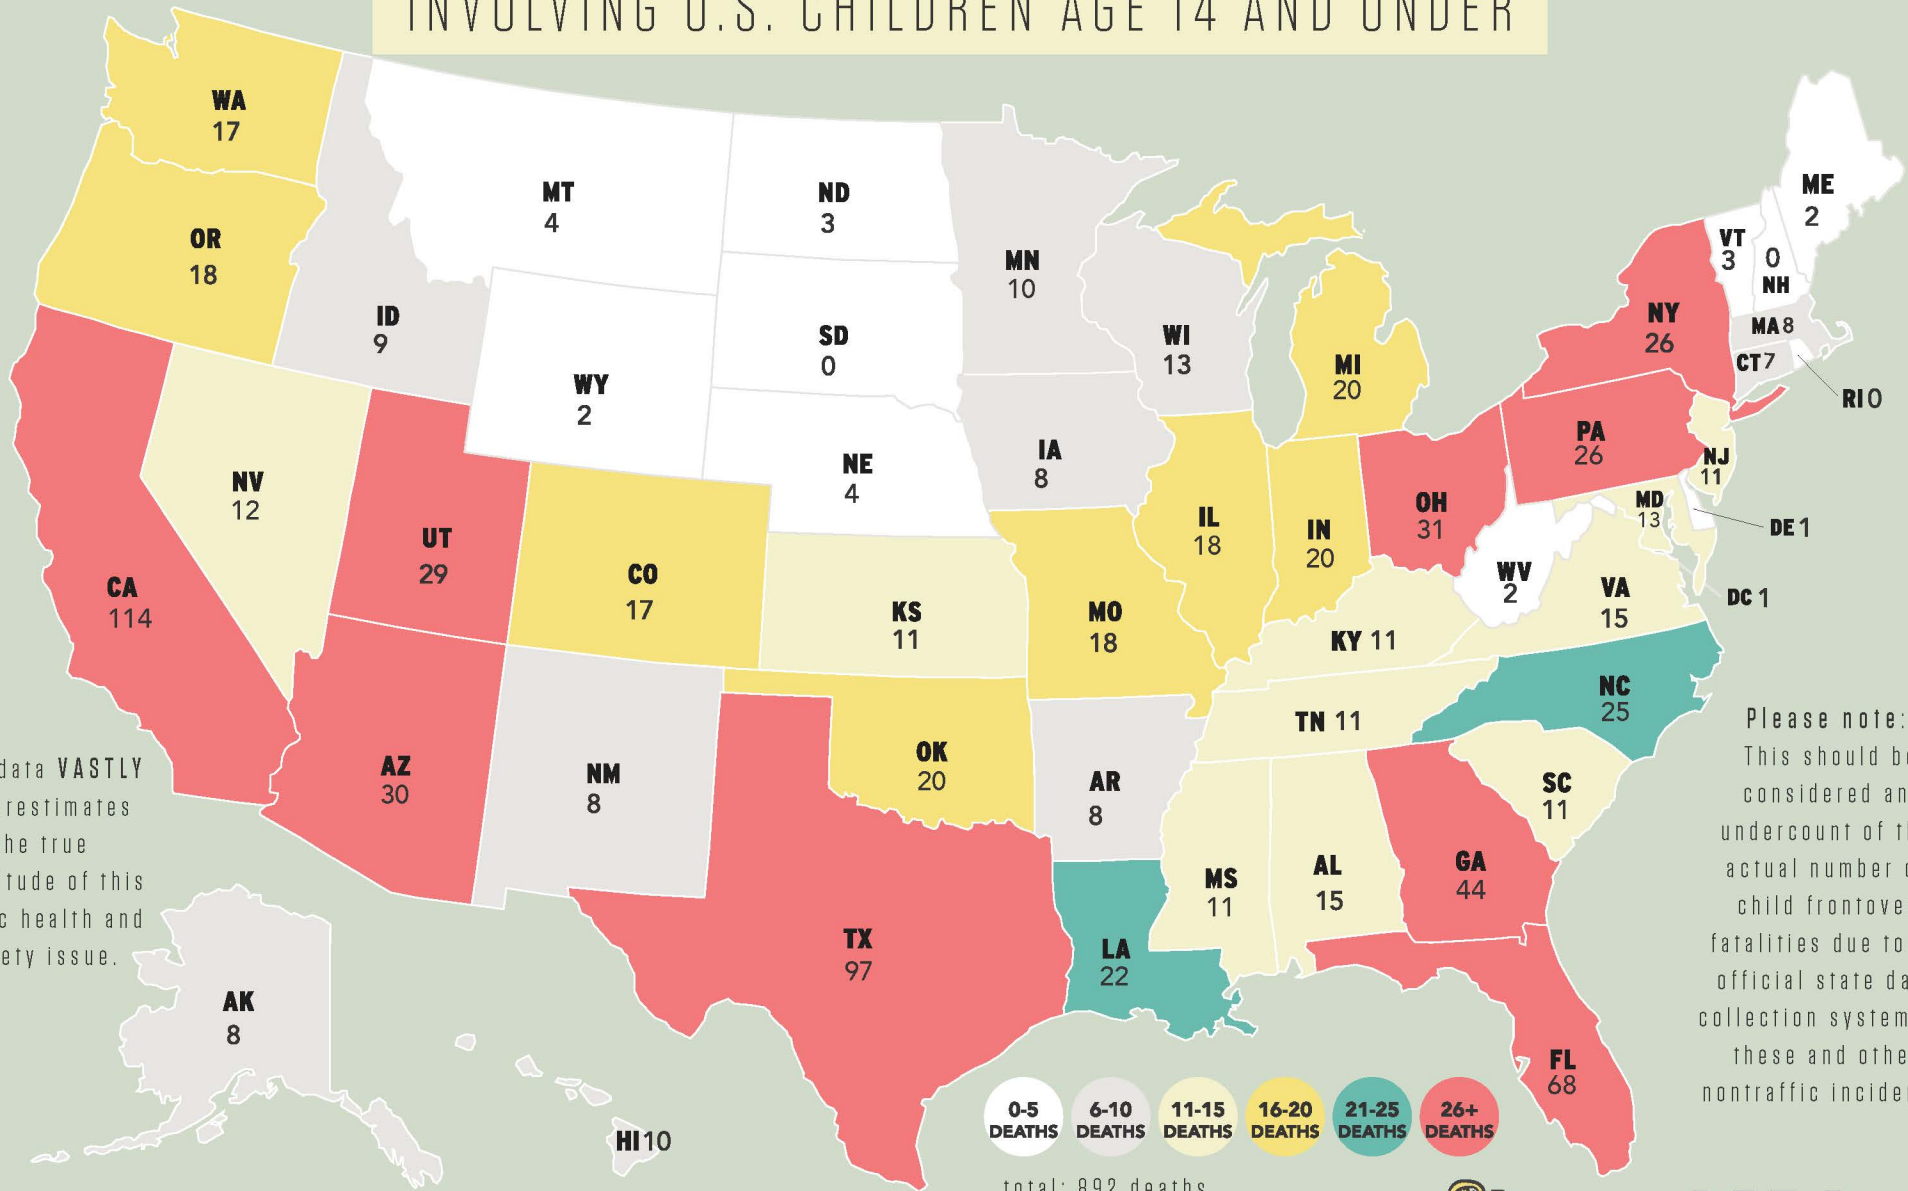 INVOLVING U.S. CHILDREN AGE 14 AND UNDER
WA
17
OR
18
CA
114
NV
12
ID
9
MT
4
WY
2
UT
29
AZ
30
CO
17
NM
8
ND
3
SD
0
NE
4
KS
11
OK
20
TX
97
MN
10
IA
8
MO
18
AR
8
LA
22
WI
13
IL
18
MI
20
IN
20
OH
31
KY 11
TN 11
MS
11
AL
15
GA
44
FL
68
SC
11
NC
25
VA
15
WV
2
MD
13
DE 1
DC 1
PA
26
NJ
11
NY
26
CT 7
RI 0
MA 8
VT
3
0
NH
ME
2
AK
8
HI 10
data VASTLY
restimates
he true
tude of this
c health and
ety issue.
Please note:
This should be
considered an
undercount of th
actual number o
child frontove
fatalities due to
official state da
collection system
these and othe
nontraffic inciden
0-5
DEATHS
6-10
DEATHS
11-15
DEATHS
16-20
DEATHS
21-25
DEATHS
26+
DEATHS
total: 892 deaths